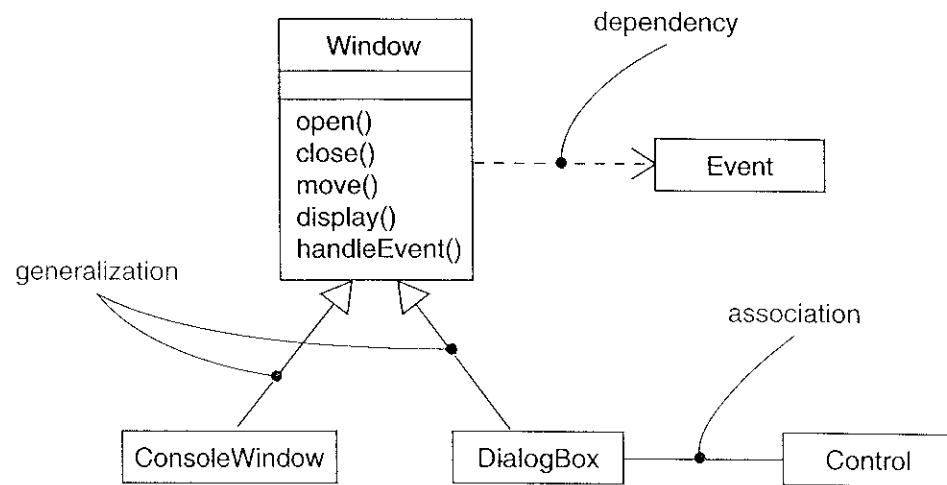 dependency
Window
open()
close()
move()
display()
handleEvent()
Event
generalization
association
ConsoleWindow
DialogBox
Control